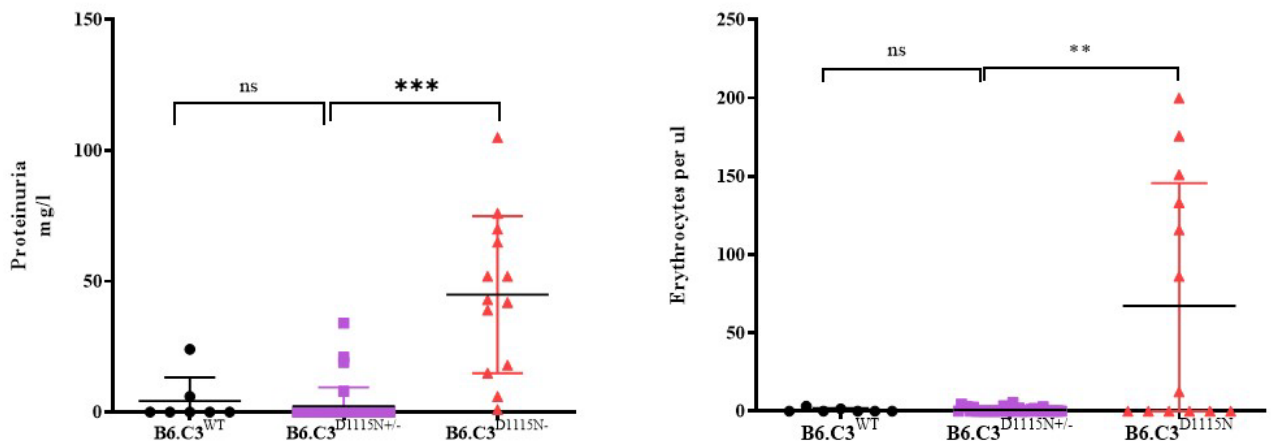 150
100
50
0
Proteinuria
mg/l
ns
***
B6.C3WT
B6.C3D1115N+/-
B6.C3D1115N-
250
200
150
100
50
0
Erythrocytes per ul
ns
**
B6.C3WT
B6.C3D1115N+/-
B6.C3D1115N